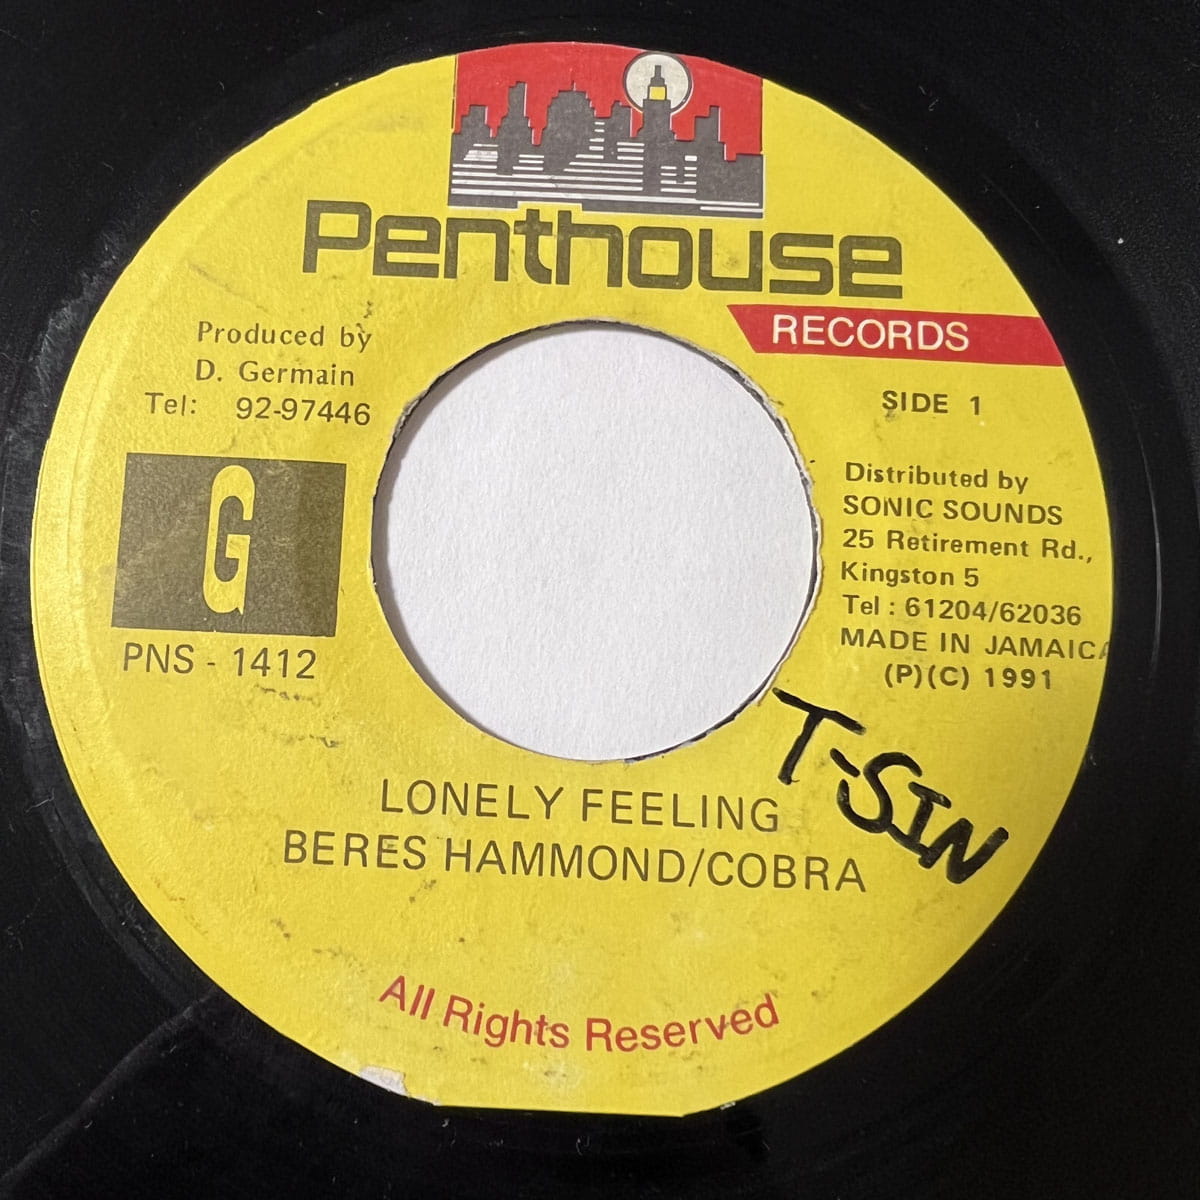 Penthouse
RECORDS
Produced by
D. Germain
Tel: 92-97446
SIDE 1
G
PNS - 1412
Distributed by
SONIC SOUNDS
25 Retirement Rd.,
Kingston 5
Tel : 61204/62036
MADE IN JAMAICA
(P)(C) 1991
T-SIN
LONELY FEELING
BERES HAMMOND/COBRA
All Rights Reserved